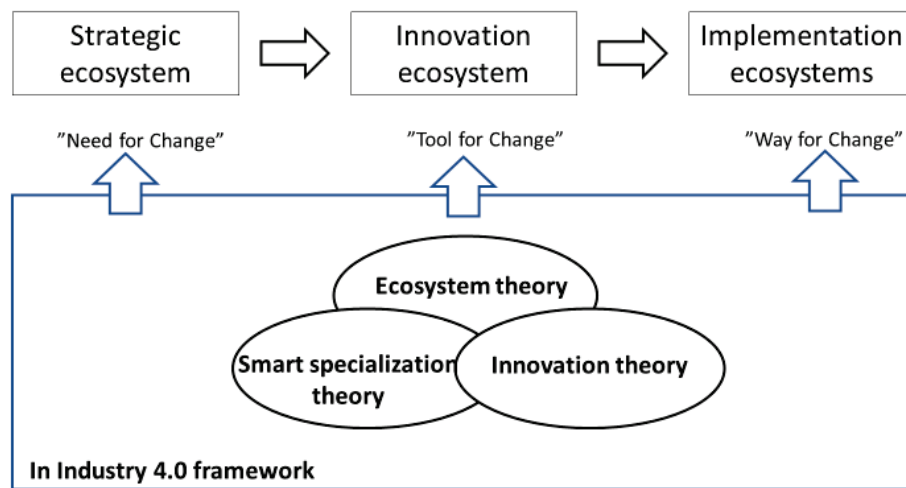 Strategic
ecosystem
Innovation
ecosystem
Implementation
ecosystems
”Need for Change”
”Tool for Change”
”Way for Change”
Ecosystem theory
Smart specialization
theory
Innovation theory
In Industry 4.0 framework